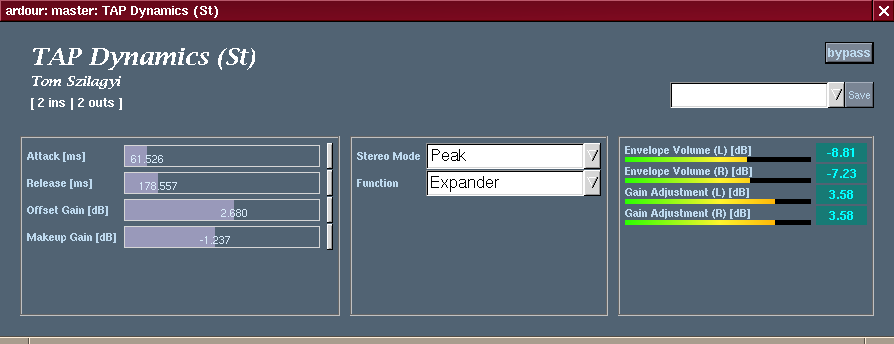 ardour: master: TAP Dynamics (St)
TAP Dynamics (St)
Tom Szilagyi
[ 2 ins | 2 outs ]
bypass
Save
Attack [ms] 61.526
Release [ms] 178.557
Offset Gain [dB] 2.680
Makeup Gain [dB] -1.237
Stereo Mode Peak
Function Expander
Envelope Volume (L) [dB] -8.81
Envelope Volume (R) [dB] -7.23
Gain Adjustment (L) [dB] 3.58
Gain Adjustment (R) [dB] 3.58